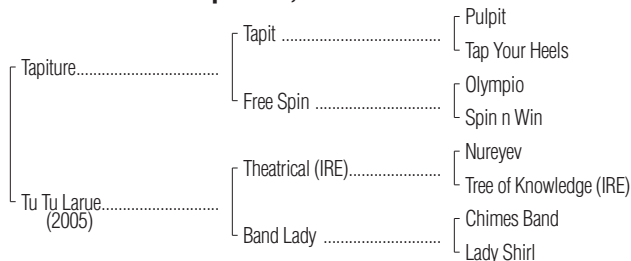 Pulpit
Tapit ........................................
Tap Your Heels
Tapiture....................................
Olympio
Free Spin ................................
Spin n Win
Nureyev
Theatrical (IRE).......................
Tree of Knowledge (IRE)
Tu Tu Larue.............................
(2005)
Chimes Band
Band Lady ..............................
Lady Shirl